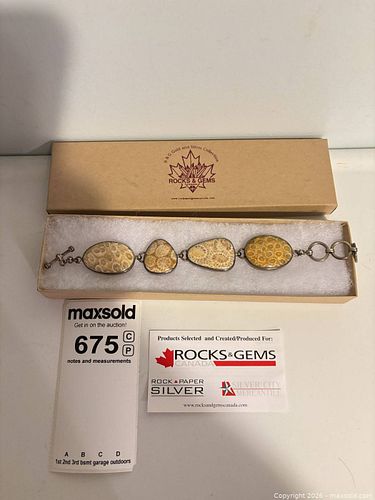 ROCKS & GEMS
maxsold
Get in on the auction!
675 C P
notes and measurements
A B C D
1st 2nd 3rd bsmt garage outdoors
Products Selected and Created/Produced For:
ROCKS&GEMS
CANADA
ROCK PAPER
SILVER
SILVER CITY
MERCANTILE
www.rocksandgemscanada.com
Copyright 2026 - maxsold.com